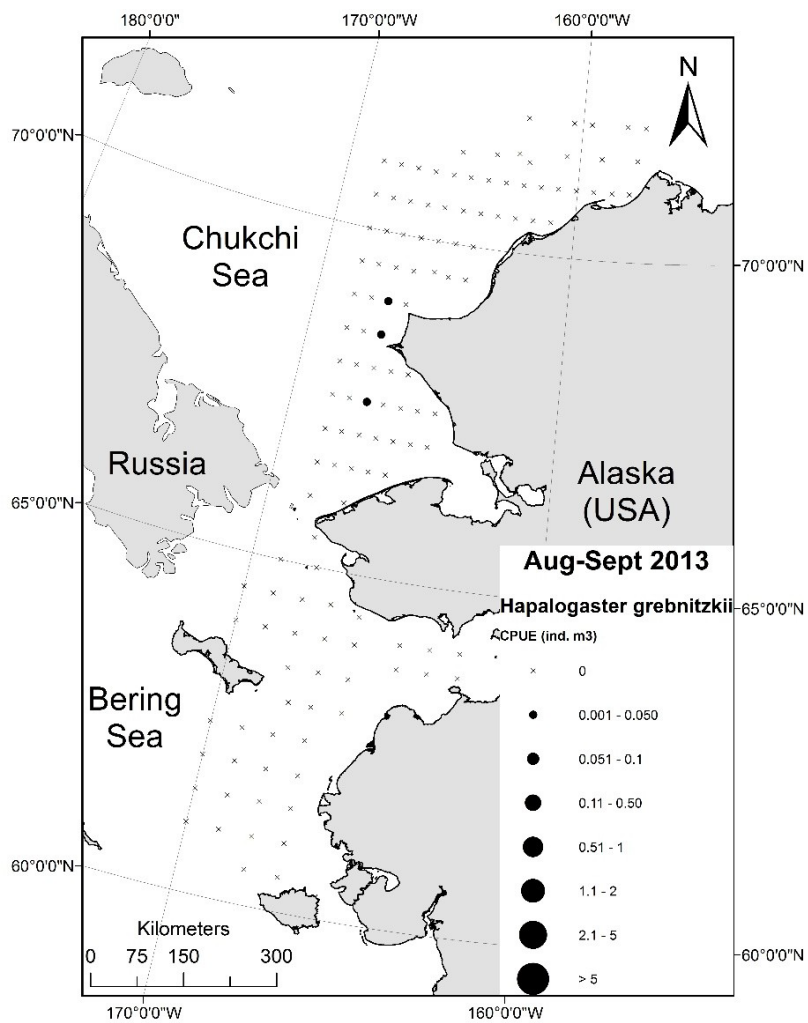 180°0'0"
170°0'0"W
160°0'0"W
N
70°0'0"N
Chukchi
Sea
70°0'0"N
Russia
Alaska
(USA)
65°0'0"N
Aug-Sept 2013
Hapalogaster grebnitzkii
65°0'0"N
CPUE (ind. m3)
0
Bering
Sea
0.001 - 0.050
0.051 - 0.1
0.11 - 0.50
0.51 - 1
60°0'0"N
1.1 - 2
Kilometers
2.1 - 5
0 75 150 300
60°0'0"N
> 5
170°0'0"W
160°0'0"W